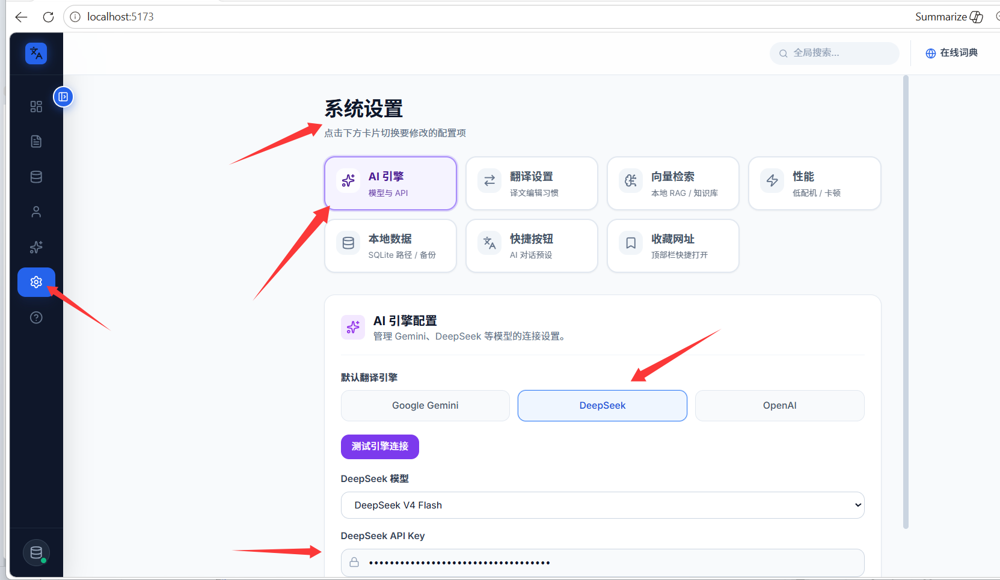 localhost:5173
Summarize
全局搜索...
在线词典
系统设置
点击下方卡片切换要修改的配置项
AI 引擎
模型与 API
翻译设置
译文编辑习惯
向量检索
本地 RAG / 知识库
性能
低配机 / 卡顿
本地数据
SQLite 路径 / 备份
快捷按钮
AI 对话预设
收藏网址
顶部栏快捷打开
AI 引擎配置
管理 Gemini、DeepSeek 等模型的连接设置。
默认翻译引擎
Google Gemini
DeepSeek
OpenAI
测试引擎连接
DeepSeek 模型
DeepSeek V4 Flash
DeepSeek API Key